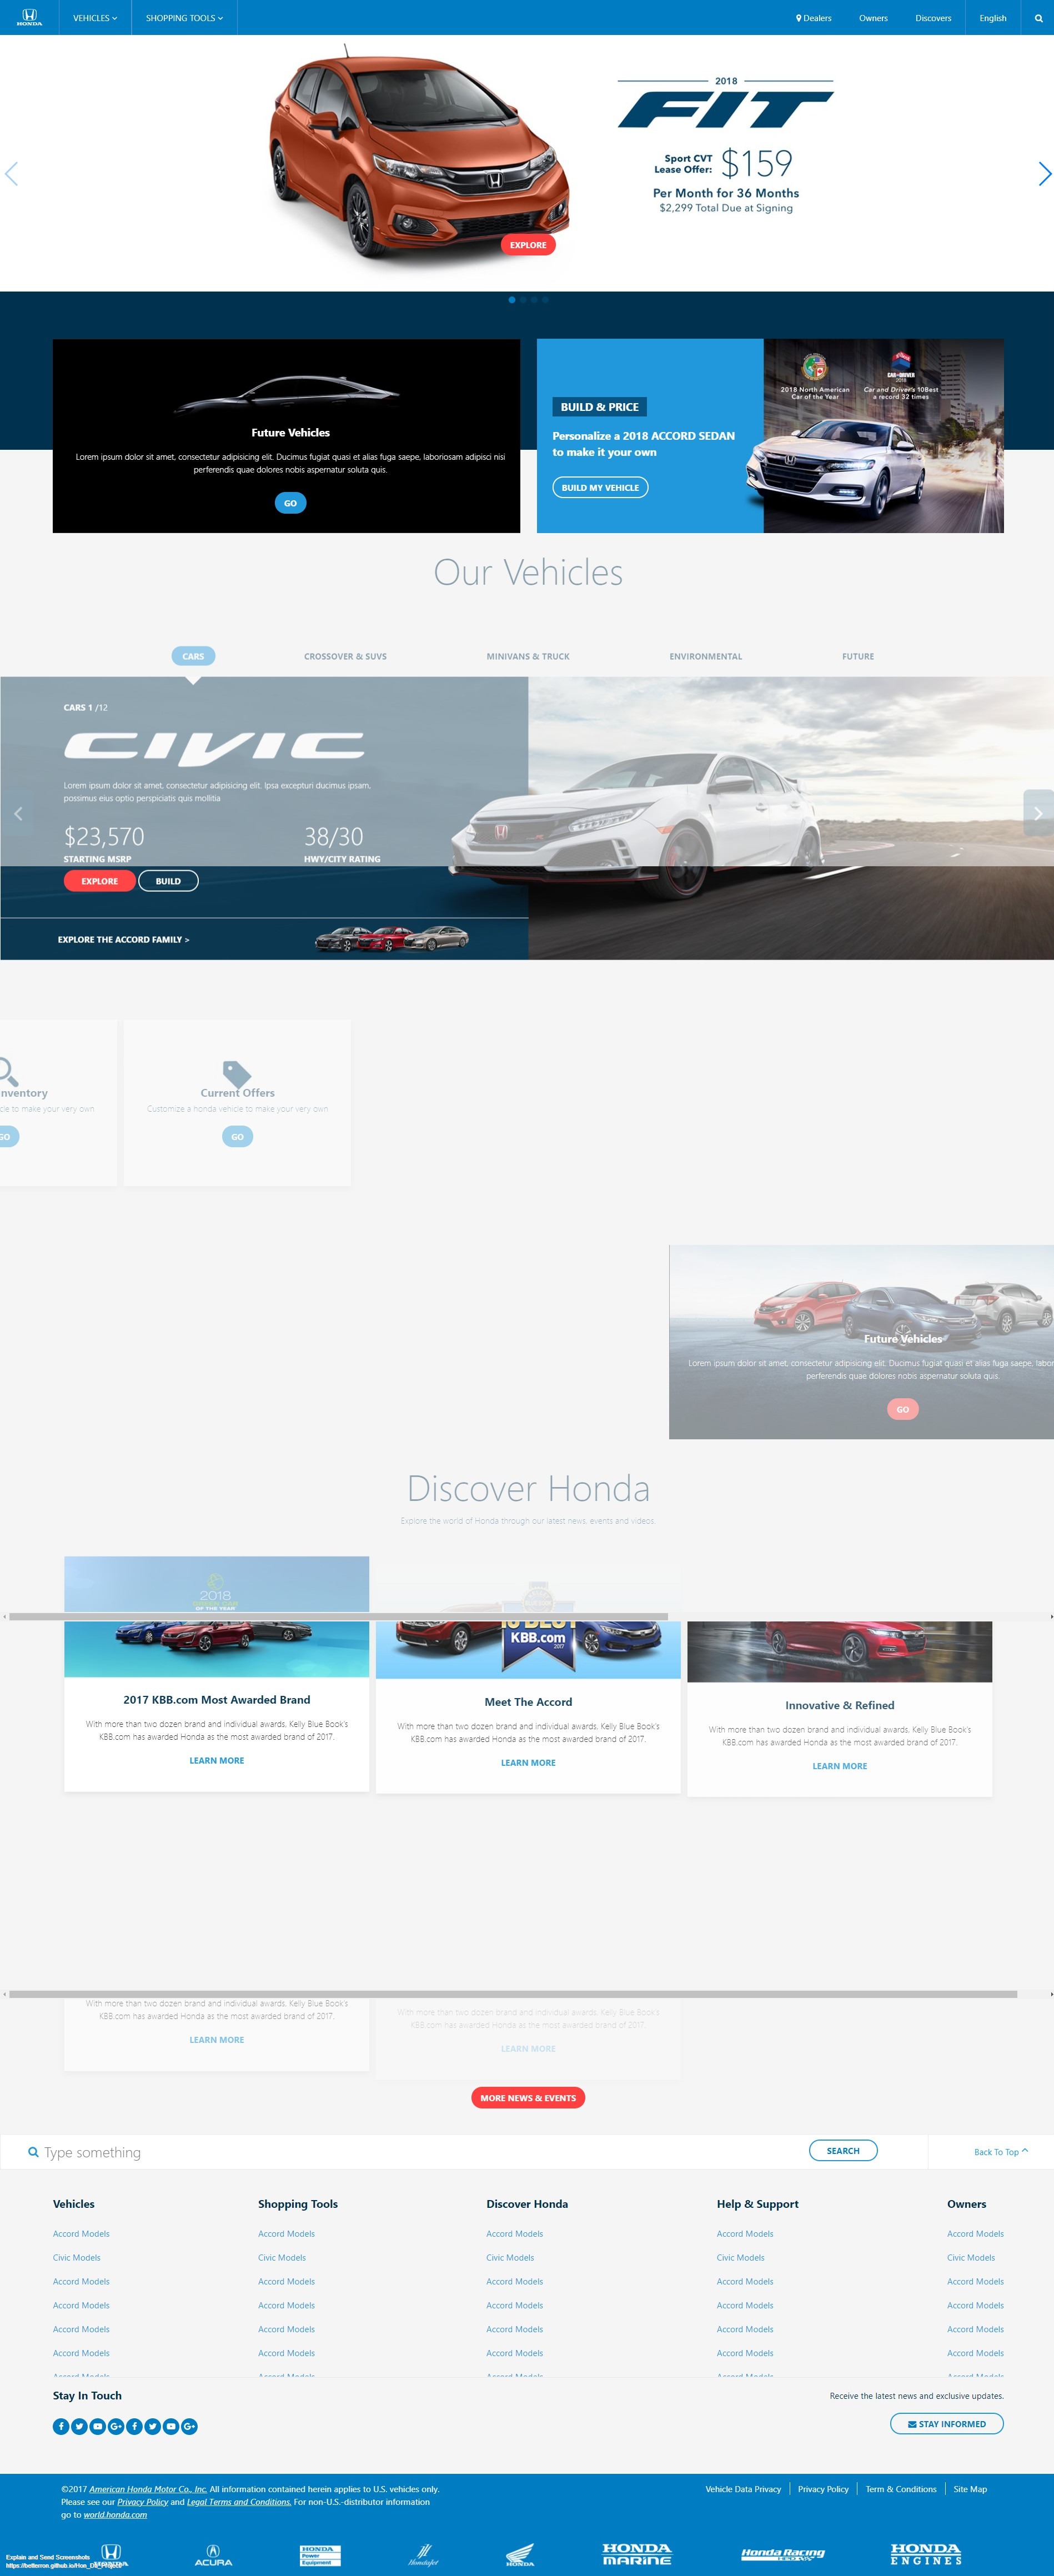 HONDA
VEHICLES
SHOPPING TOOLS
Dealers
Owners
Discovers
English
2018
FIT
Sport CVT
Lease Offer: $159
Per Month for 36 Months
$2,299 Total Due at Signing
EXPLORE
Future Vehicles
Lorem ipsum dolor sit amet, consectetur adipisicing elit. Ducimus fugiat quasi et alias fuga saepe, laboriosam adipisci nisi
perferendis quae dolores nobis aspernatur soluta quis.
GO
BUILD & PRICE
Personalize a 2018 ACCORD SEDAN
to make it your own
BUILD MY VEHICLE
2018 North American
Car of the Year
CAR AND DRIVER
2018
Car and Driver's 10Best
a record 32 times
Our Vehicles
CARS
CROSSOVER & SUVS
MINIVANS & TRUCK
ENVIRONMENTAL
FUTURE
CARS 1 /12
CIVIC
Lorem ipsum dolor sit amet, consectetur adipisicing elit. Ipsa excepturi ducimus ipsam,
possimus eius optio perspiciatis quis mollitia
$23,570
STARTING MSRP
38/30
HWY/CITY RATING
EXPLORE
BUILD
EXPLORE THE ACCORD FAMILY >
nventory
cle to make your very own
GO
Current Offers
Customize a honda venicle to make your very own
GO
Future Vehicles
Lorem ipsum dolor sit amet, consectetur adipisicing elit. Ducimus fugiat quasi et alias fuga saepe, labor
perferendis quae dolores nobis aspernatur soluta quis.
GO
Discover Honda
Explore the world of Honda through our latest news, events and videos.
2018
GREEN CAR
OF THE YEAR
KBB.com
2017
2017 KBB.com Most Awarded Brand
With more than two dozen brand and individual awards, Kelly Blue Book's
KBB.com has awarded Honda as the most awarded brand of 2017.
LEARN MORE
Meet The Accord
With more than two dozen brand and individual awards, Kelly Blue Book's
KBB.com has awarded Honda as the most awarded brand of 2017.
LEARN MORE
Innovative & Refined
With more than two dozen brand and individual awards, Kelly Blue Book's
KBB.com has awarded Honda as the most awarded brand of 2017.
LEARN MORE
With more than two dozen brand and individual awards, Kelly Blue Book's
KBB.com has awarded Honda as the most awarded brand of 2017.
LEARN MORE
With more than two dozen brand and individual awards, Kelly Blue Book's
KBB.com has awarded Honda as the most awarded brand of 2017.
LEARN MORE
MORE NEWS & EVENTS
Type something
SEARCH
Back To Top
Vehicles
Accord Models
Civic Models
Accord Models
Accord Models
Accord Models
Accord Models
Accord Models
Shopping Tools
Accord Models
Civic Models
Accord Models
Accord Models
Accord Models
Accord Models
Accord Models
Discover Honda
Accord Models
Civic Models
Accord Models
Accord Models
Accord Models
Accord Models
Accord Models
Help & Support
Accord Models
Civic Models
Accord Models
Accord Models
Accord Models
Accord Models
Accord Models
Owners
Accord Models
Civic Models
Accord Models
Accord Models
Accord Models
Accord Models
Accord Models
Stay In Touch
Receive the latest news and exclusive updates.
STAY INFORMED
©2017 American Honda Motor Co., Inc. All information contained herein applies to U.S. vehicles only.
Please see our Privacy Policy and Legal Terms and Conditions. For non-U.S.-distributor information
go to world.honda.com
Vehicle Data Privacy
Privacy Policy
Term & Conditions
Site Map
Explain and Send Screenshots
HONDA
ACURA
HONDA
Power
Equipment
HondaJet
HONDA
HONDA
MARINE
Honda Racing
HPD
HONDA
ENGINES